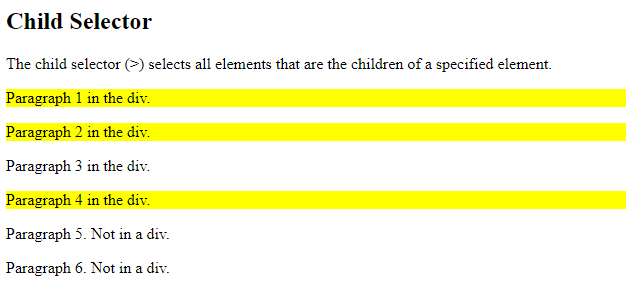 Child Selector
The child selector (>) selects all elements that are the children of a specified element.
Paragraph 1 in the div.
Paragraph 2 in the div.
Paragraph 3 in the div.
Paragraph 4 in the div.
Paragraph 5. Not in a div.
Paragraph 6. Not in a div.